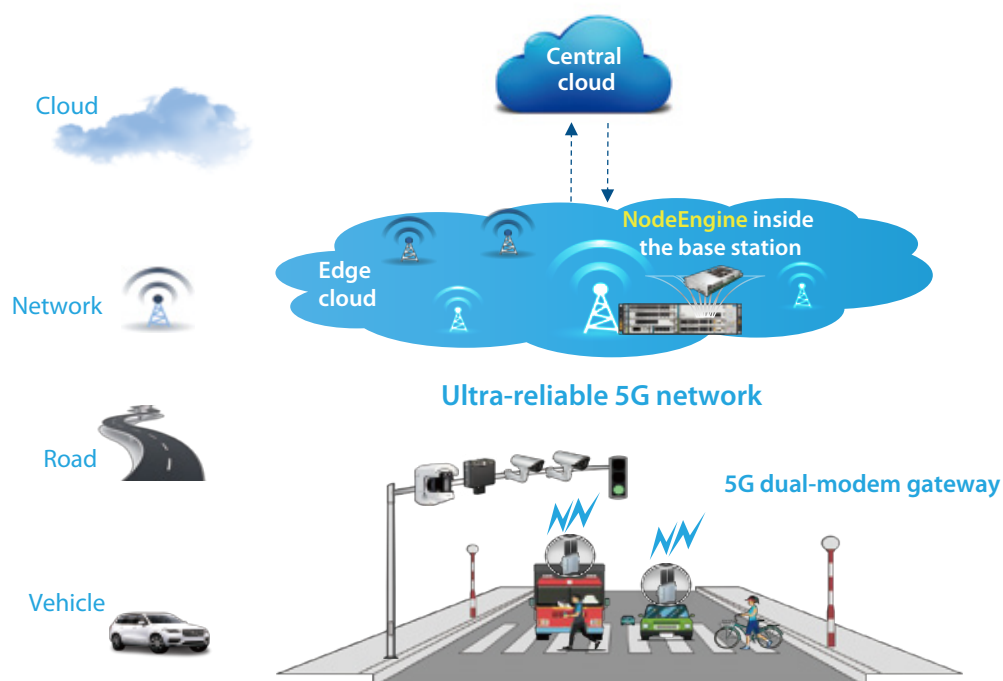 Central
cloud
Cloud
NodeEngine inside
the base station
Edge
cloud
Network
Ultra-reliable 5G network
Road
5G dual-modem gateway
Vehicle